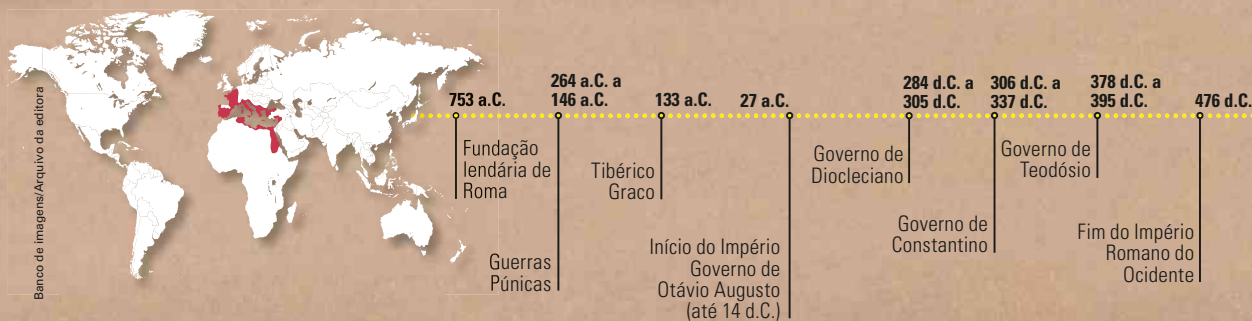 Banco de imagens/Arquivo da editora
753 a.C.
Fundação
lendária de
Roma
264 a.C. a
146 a.C.
Guerras
Púnicas
133 a.C.
Tibérico
Graco
27 a.C.
Início do Império
Governo de
Otávio Augusto
(até 14 d.C.)
284 d.C. a
305 d.C.
Governo de
Diocleciano
306 d.C. a
337 d.C.
Governo de
Constantino
378 d.C. a
395 d.C.
Governo de
Teodósio
476 d.C.
Fim do Império
Romano do
Ocidente